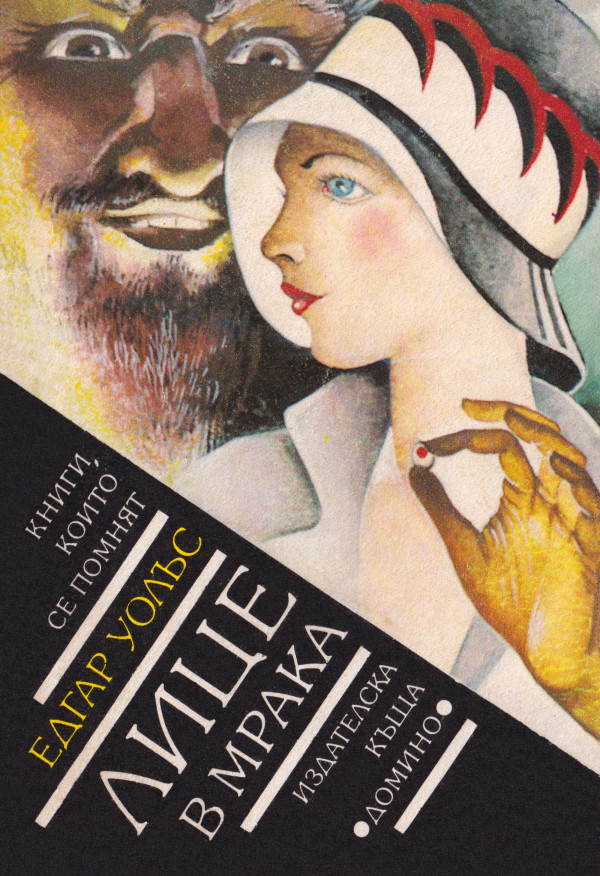 КНИГИ,
КОИТО
СЕ ПОМНЯТ
ЕДГАР УОЛЪС
ЛИЦЕ
В МРАКА
ИЗДАТЕЛСКА
КЪЩА
•ДОМИНО•